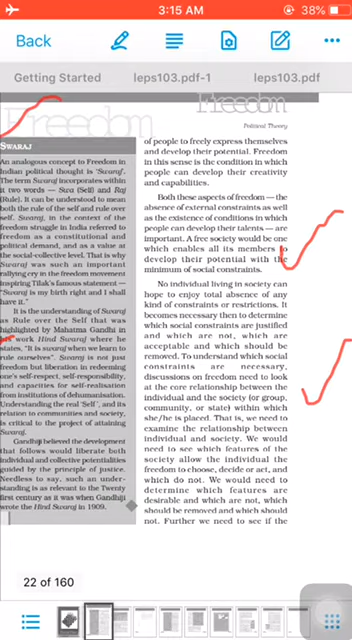 3:15 AM
38%
Back
Getting Started
leps103.pdf-1
leps103.pdf
Freedom
Freedom
Political Theory
SWARAJ
An analogous concept to Freedom in
Indian political thought is 'Swaraj'.
The term Swaraj incorporates within
it two words — Swa (Self) and Raj
(Rule). It can be understood to mean
both the rule of the self and rule over
self. Swaraj, in the context of the
freedom struggle in India referred to
freedom as a constitutional and
political demand, and as a value at
the social-collective level. That is why
Swaraj was such an important
rallying cry in the freedom movement
inspiring Tilak's famous statement —
"Swaraj is my birth right and I shall
have it."
It is the understanding of Swaraj
as Rule over the Self that was
highlighted by Mahatma Gandhi in
his work Hind Swaraj where he
states, "It is swaraj when we learn to
rule ourselves". Swaraj is not just
freedom but liberation in redeeming
one's self-respect, self-responsibility,
and capacities for self-realisation
from institutions of dehumanisation.
Understanding the real 'Self', and its
relation to communities and society,
is critical to the project of attaining
Swaraj.
Gandhiji believed the development
that follows would liberate both
individual and collective potentialities
guided by the principle of justice.
Needless to say, such an under-
standing is as relevant to the Twenty
first century as it was when Gandhiji
wrote the Hind Swaraj in 1909.
of people to freely express themselves
and develop their potential. Freedom
in this sense is the condition in which
people can develop their creativity
and capabilities.
Both these aspects of freedom — the
absence of external constraints as well
as the existence of conditions in which
people can develop their talents — are
important. A free society would be one
which enables all its members to
develop their potential with the
minimum of social constraints.
No individual living in society can
hope to enjoy total absence of any
kind of constraints or restrictions. It
becomes necessary then to determine
which social constraints are justified
and which are not, which are
acceptable and which should be
removed. To understand which social
constraints are necessary,
discussions on freedom need to look
at the core relationship between the
individual and the society (or group,
community, or state) within which
she/he is placed. That is, we need to
examine the relationship between
individual and society. We would
need to see which features of the
society allow the individual the
freedom to choose, decide or act, and
which do not. We would need to
determine which features are
desirable and which are not, which
should be removed and which should
not. Further we need to see if the
22 of 160